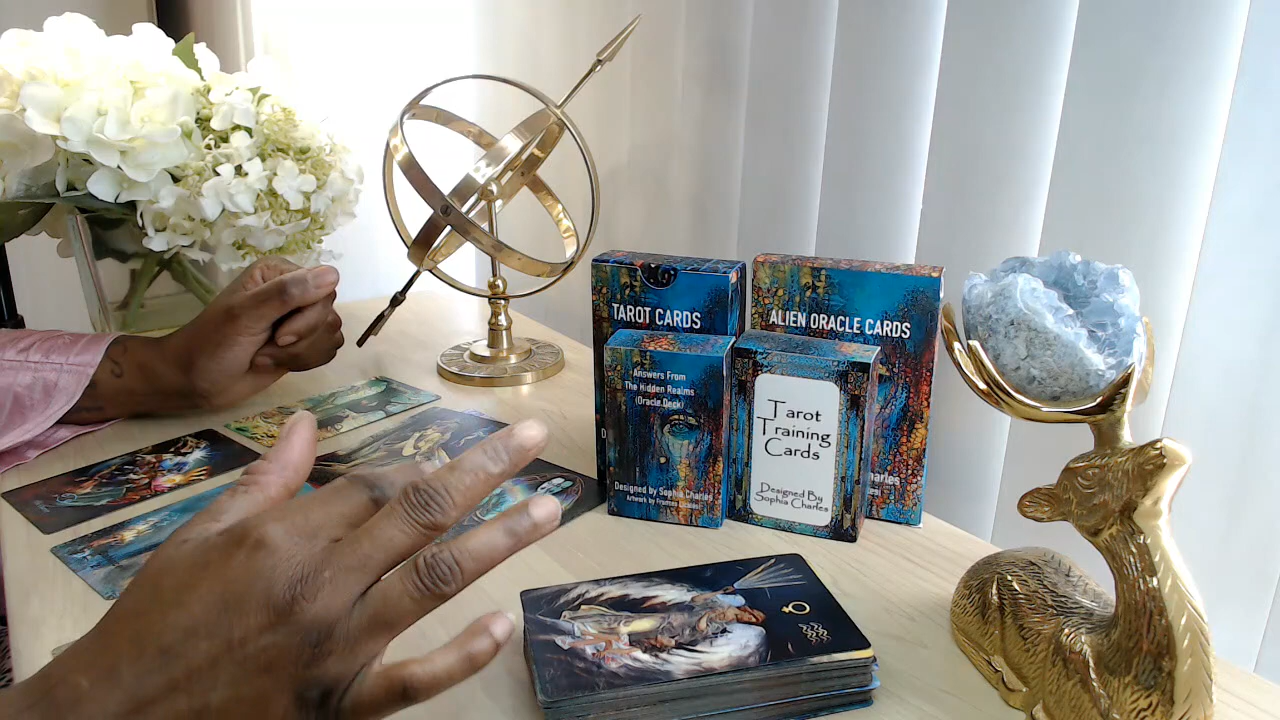 TAROT CARDS
ALIEN ORACLE CARDS
Answers From
The Hidden Realms
(Oracle Deck)
Designed by Sophia Charles
Tarot
Training
Cards
Designed By
Sophia Charles